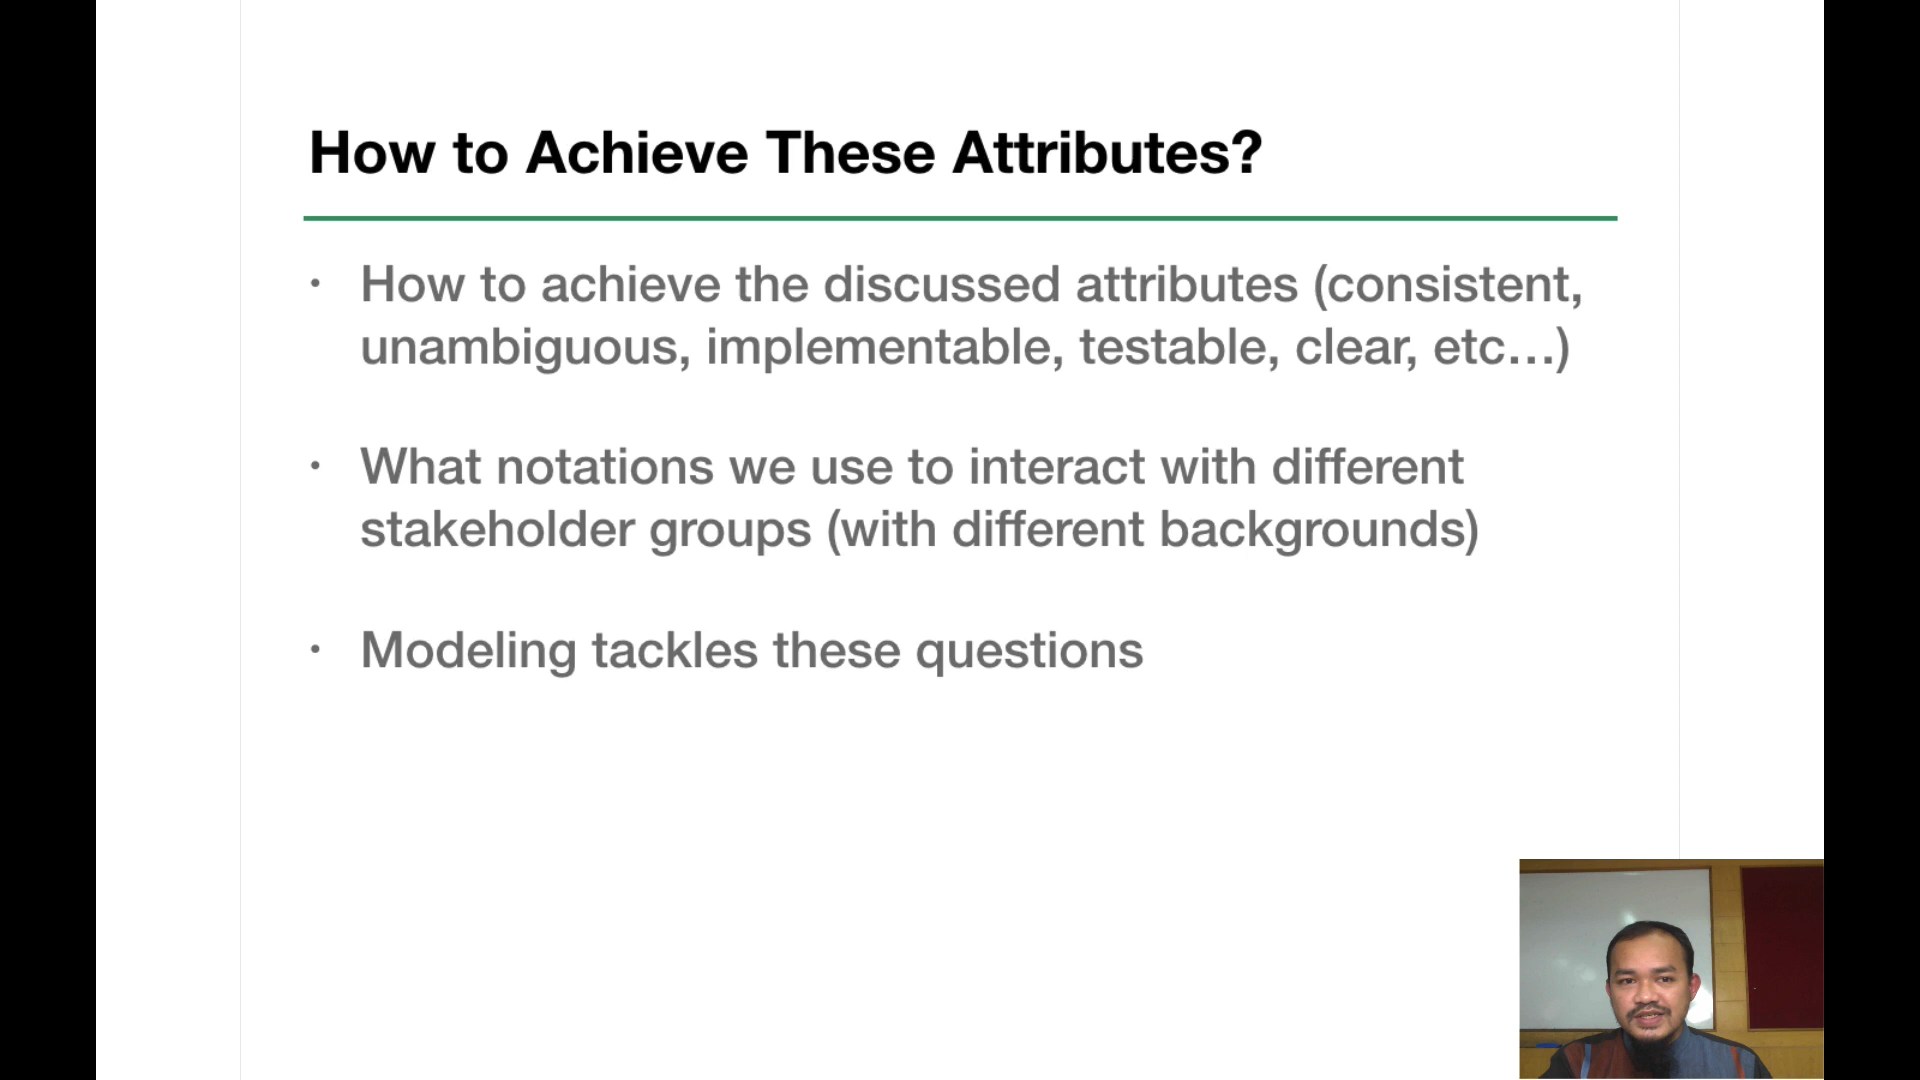 How to Achieve These Attributes?
• How to achieve the discussed attributes (consistent,
unambiguous, implementable, testable, clear, etc…)
• What notations we use to interact with different
stakeholder groups (with different backgrounds)
• Modeling tackles these questions